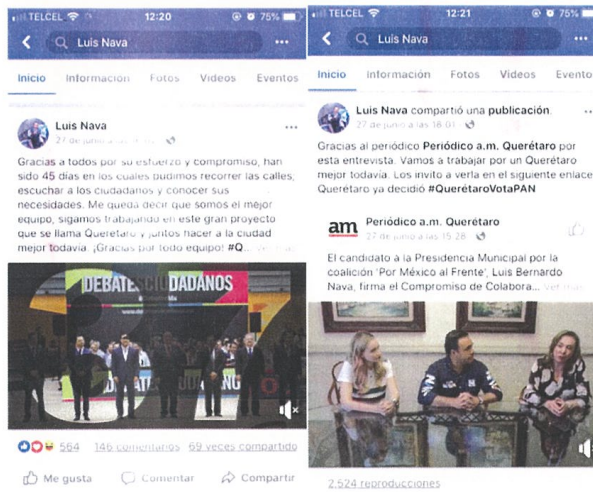 TELCEL 12:20 75%
Luis Nava
Inicio Información Fotos Videos Eventos
Luis Nava
27 de junio a las
Gracias a todos por su esfuerzo y compromiso, han
sido 45 días en los cuales pudimos recorrer las calles,
escuchar a los ciudadanos y conocer sus
necesidades. Me queda decir que somos el mejor
equipo, sigamos trabajando en este gran proyecto
que se llama Querétaro y juntos hacer a la ciudad
mejor todavía. ¡Gracias por todo equipo! #Q...
DEBATES CIUDADANOS
564 146 comentarios 69 veces compartido
Me gusta Comentar Compartir
TELCEL 12:21 75%
Luis Nava
Inicio Información Fotos Videos Evento
Luis Nava compartió una publicación.
27 de junio a las 18:01
Gracias al periódico Periódico a.m. Querétaro por
esta entrevista. Vamos a trabajar por un Querétaro
mejor todavía. Los invito a verla en el siguiente enlace
Querétaro ya decidió #QuerétaroVotaPAN
am Periódico a.m. Querétaro
27 de junio a las 15:28
El candidato a la Presidencia Municipal por la
coalición 'Por México al Frente', Luis Bernardo
Nava, firma el Compromiso de Colabora... Ver más
2,524 reproducciones